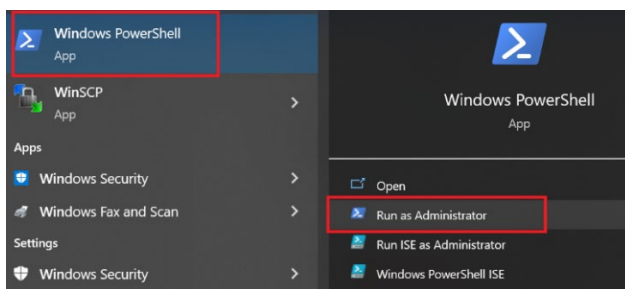 Windows PowerShell
App
WinSCP
App
Apps
Windows Security
Windows Fax and Scan
Settings
Windows Security
Windows PowerShell
App
Open
Run as Administrator
Run ISE as Administrator
Windows PowerShell ISE